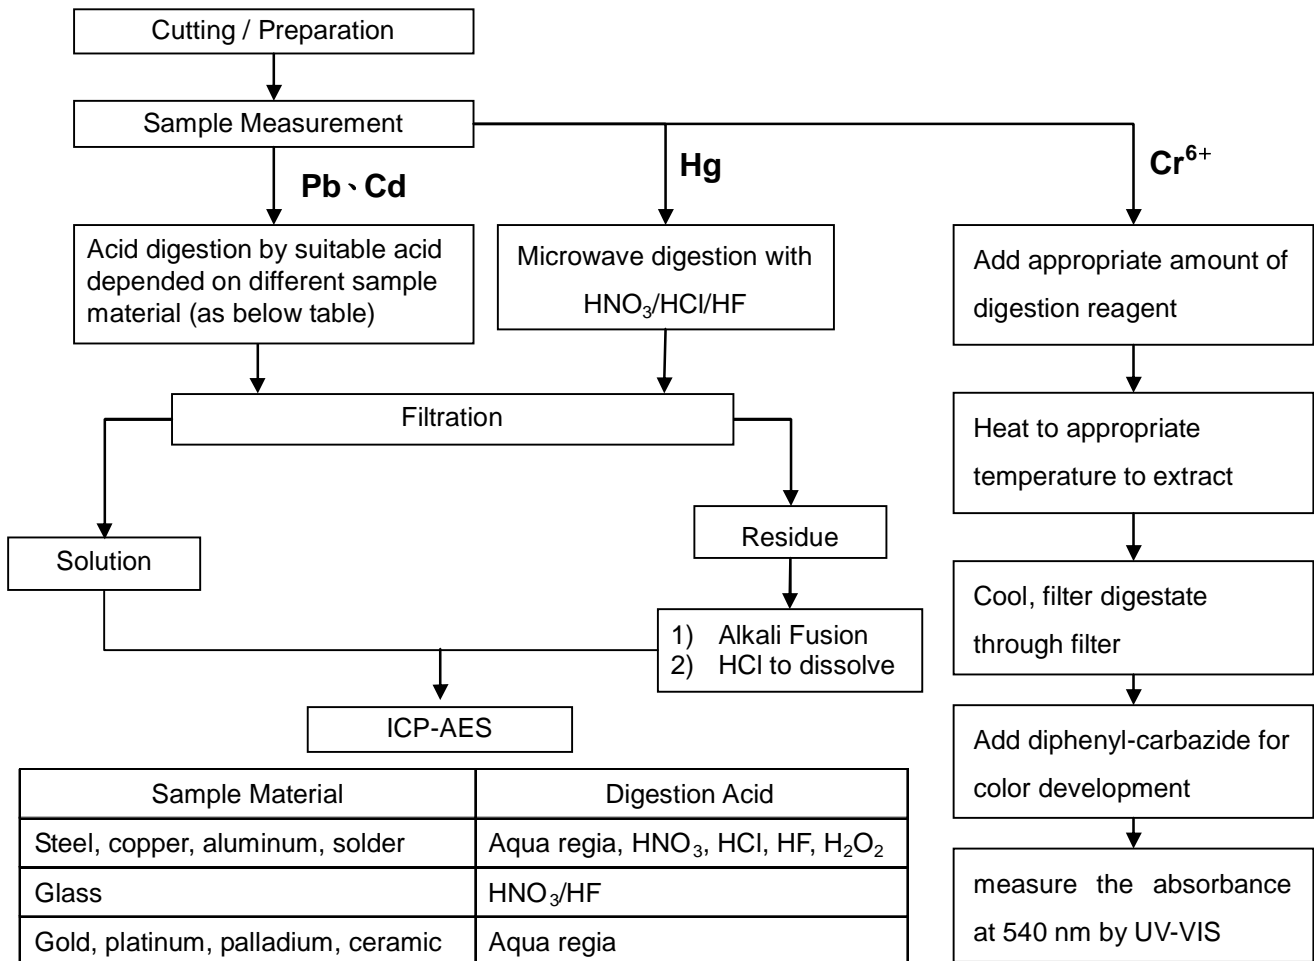 Cutting / Preparation
Sample Measurement
Pb、Cd
Hg
Cr⁶⁺
Acid digestion by suitable acid
depended on different sample
material (as below table)
Microwave digestion with
HNO₃/HCl/HF
Add appropriate amount of
digestion reagent
Filtration
Heat to appropriate
temperature to extract
Solution
Residue
Cool, filter digestate
through filter
1) Alkali Fusion
2) HCl to dissolve
ICP-AES
Add diphenyl-carbazide for
color development
Sample Material Digestion Acid
Steel, copper, aluminum, solder Aqua regia, HNO₃, HCl, HF, H₂O₂
Glass HNO₃/HF
Gold, platinum, palladium, ceramic Aqua regia
measure the absorbance
at 540 nm by UV-VIS